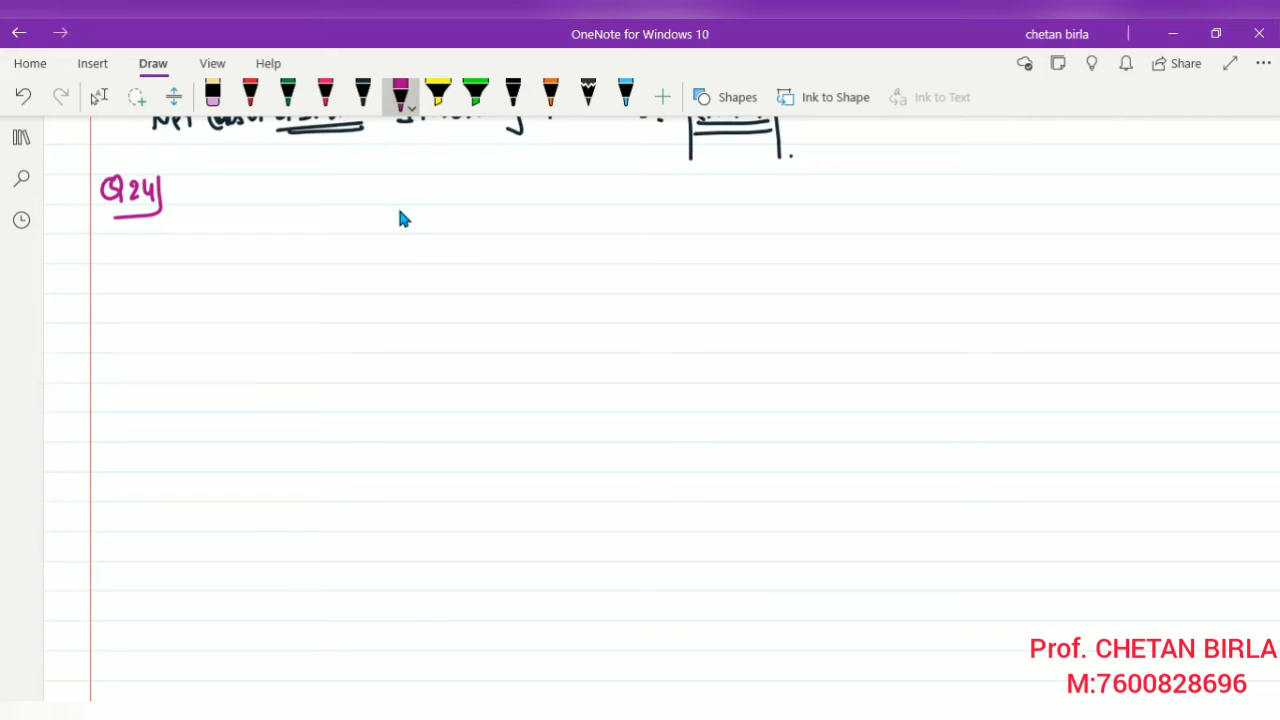 OneNote for Windows 10
chetan birla
Home Insert Draw View Help
Share
Shapes
Ink to Shape
Ink to Text
Q24)
Prof. CHETAN BIRLA
M:7600828696